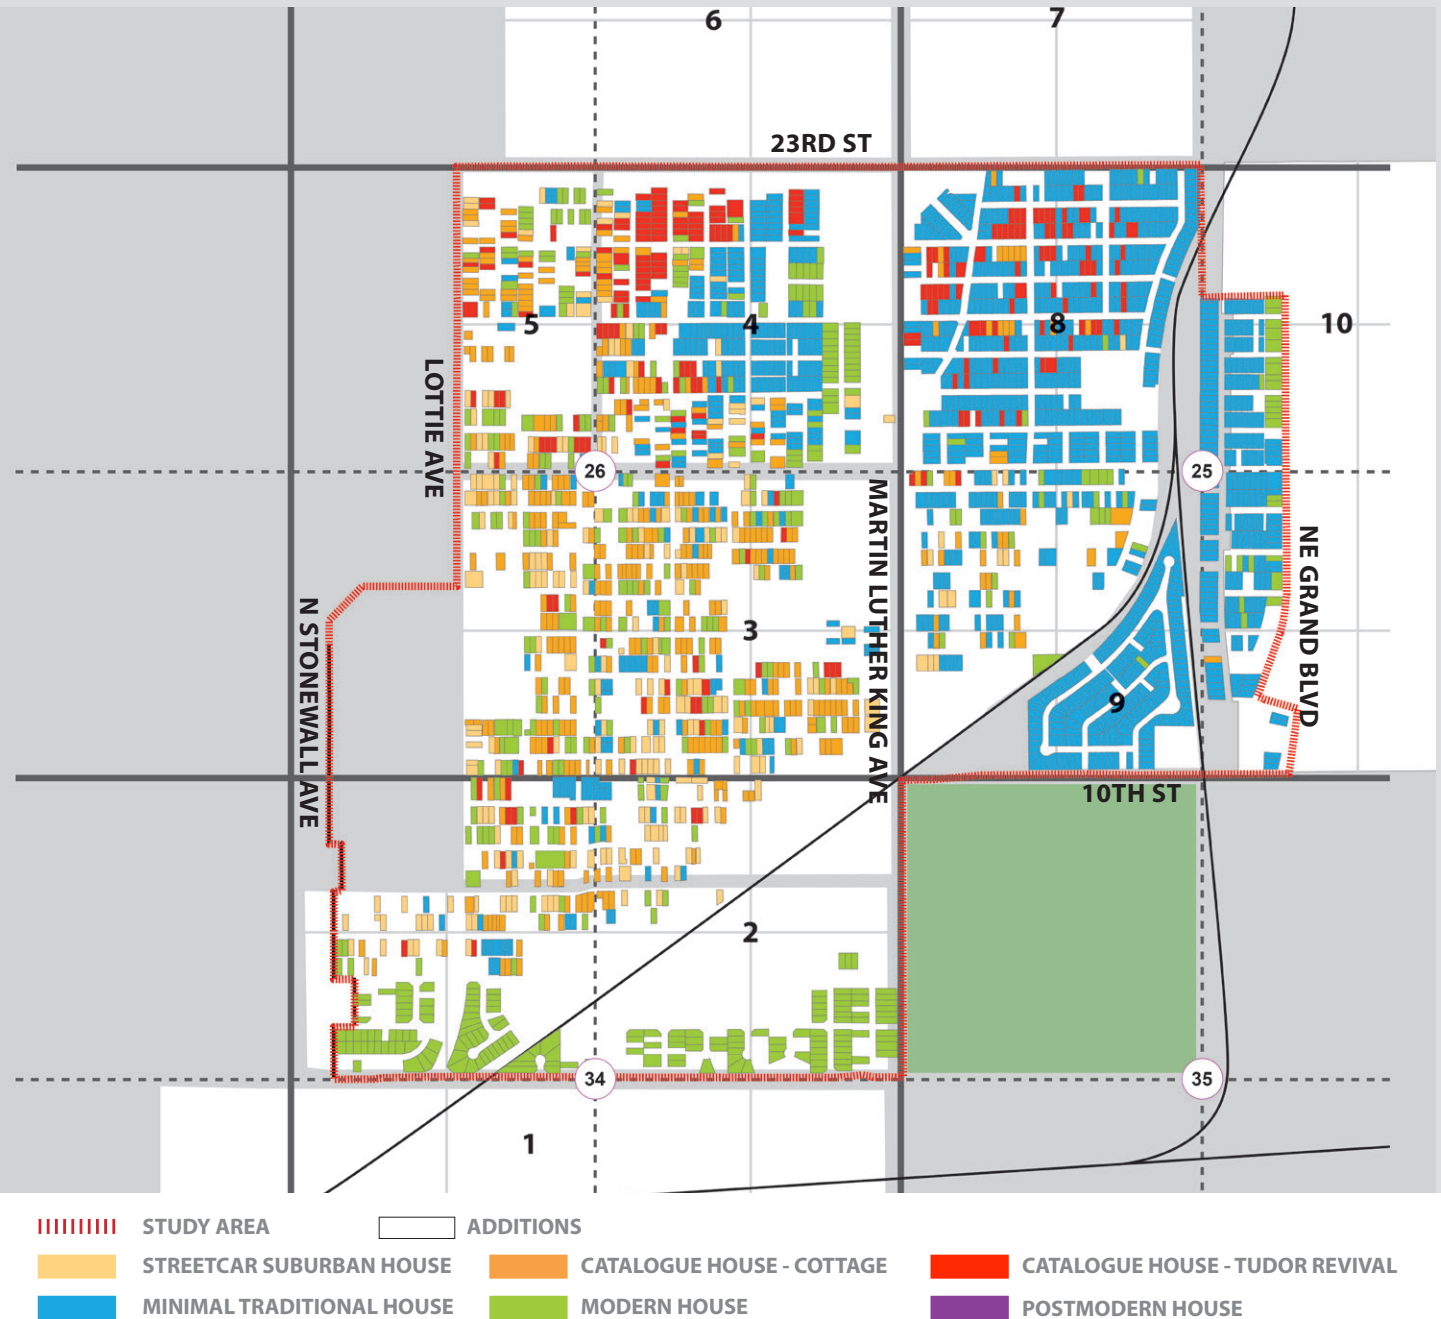 6
7
23RD ST
5
4
8
10
LOTTIE AVE
26
25
MARTIN LUTHER KING AVE
NE GRAND BLVD
N STONEWALL AVE
3
9
10TH ST
2
34
35
1
STUDY AREA
ADDITIONS
STREETCAR SUBURBAN HOUSE
CATALOGUE HOUSE - COTTAGE
CATALOGUE HOUSE - TUDOR REVIVAL
MINIMAL TRADITIONAL HOUSE
MODERN HOUSE
POSTMODERN HOUSE